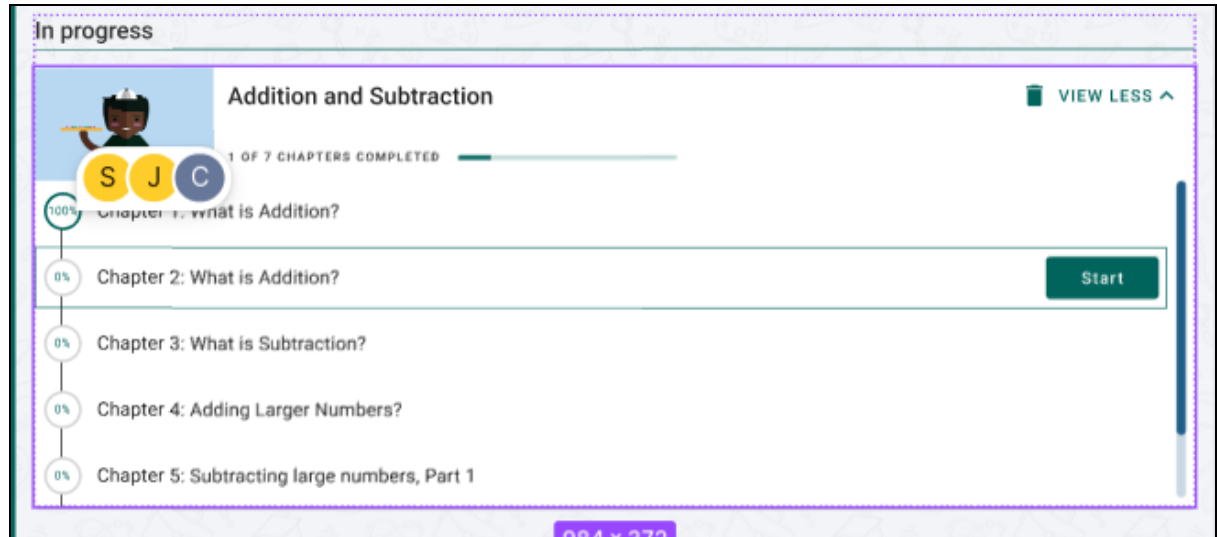 In progress
Addition and Subtraction
VIEW LESS
1 OF 7 CHAPTERS COMPLETED
S J C
100%
Chapter 1: What is Addition?
0%
Chapter 2: What is Addition?
Start
0%
Chapter 3: What is Subtraction?
0%
Chapter 4: Adding Larger Numbers?
0%
Chapter 5: Subtracting large numbers, Part 1